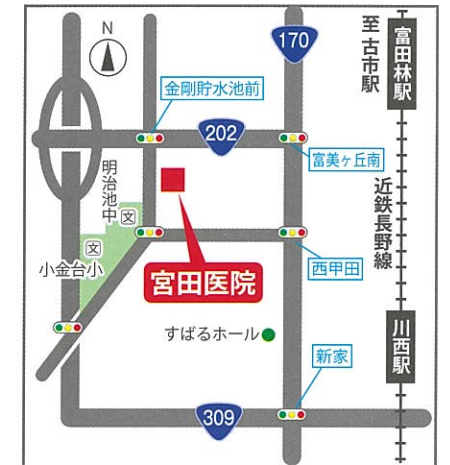 N
170
至 古市駅
富田林駅
金剛貯水池前
202
富美ヶ丘南
明治池中
文
文
小金台小
近鉄長野線
宮田医院
西甲田
すばるホール
川西駅
新家
309